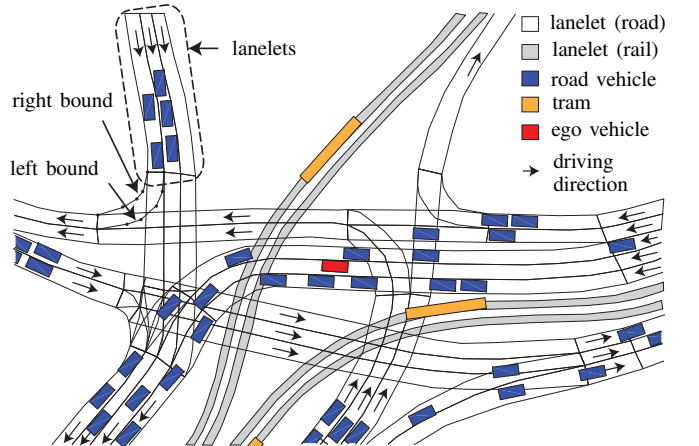 lanelets
right bound
left bound
lanelet (road)
lanelet (rail)
road vehicle
tram
ego vehicle
driving
direction